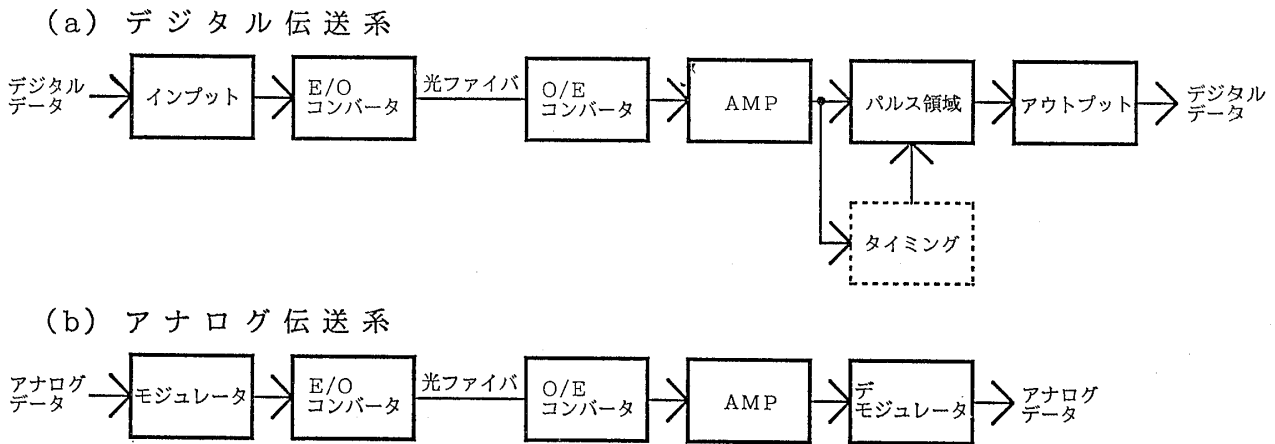 (a) デジタル伝送系
デジタル
データ
インプット
E/O
コンバータ
光ファイバ
O/E
コンバータ
AMP
パルス領域
アウトプット
デジタル
データ
タイミング
(b) アナログ伝送系
アナログ
データ
モジュレータ
E/O
コンバータ
光ファイバ
O/E
コンバータ
AMP
デ
モジュレータ
アナログ
データ